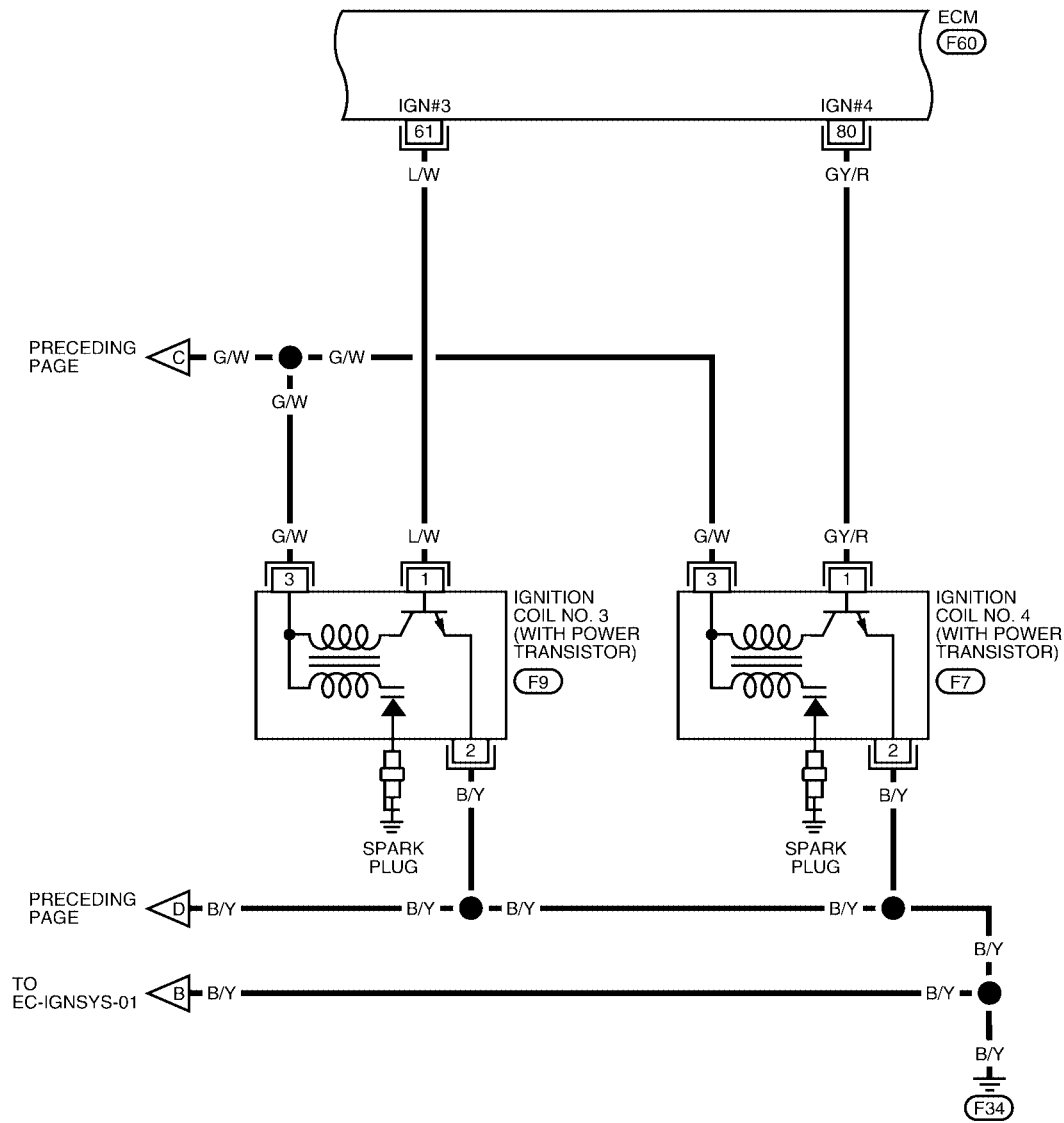 ECM
F60
IGN#3
IGN#4
61
80
L/W
GY/R
PRECEDING
PAGE
C
G/W
G/W
G/W
G/W
L/W
G/W
GY/R
3
1
3
1
IGNITION
COIL NO. 3
(WITH POWER
TRANSISTOR)
F9
IGNITION
COIL NO. 4
(WITH POWER
TRANSISTOR)
F7
2
2
B/Y
B/Y
SPARK
PLUG
SPARK
PLUG
PRECEDING
PAGE
D
B/Y
B/Y
B/Y
B/Y
B/Y
TO
EC-IGNSYS-01
B
B/Y
B/Y
B/Y
F34